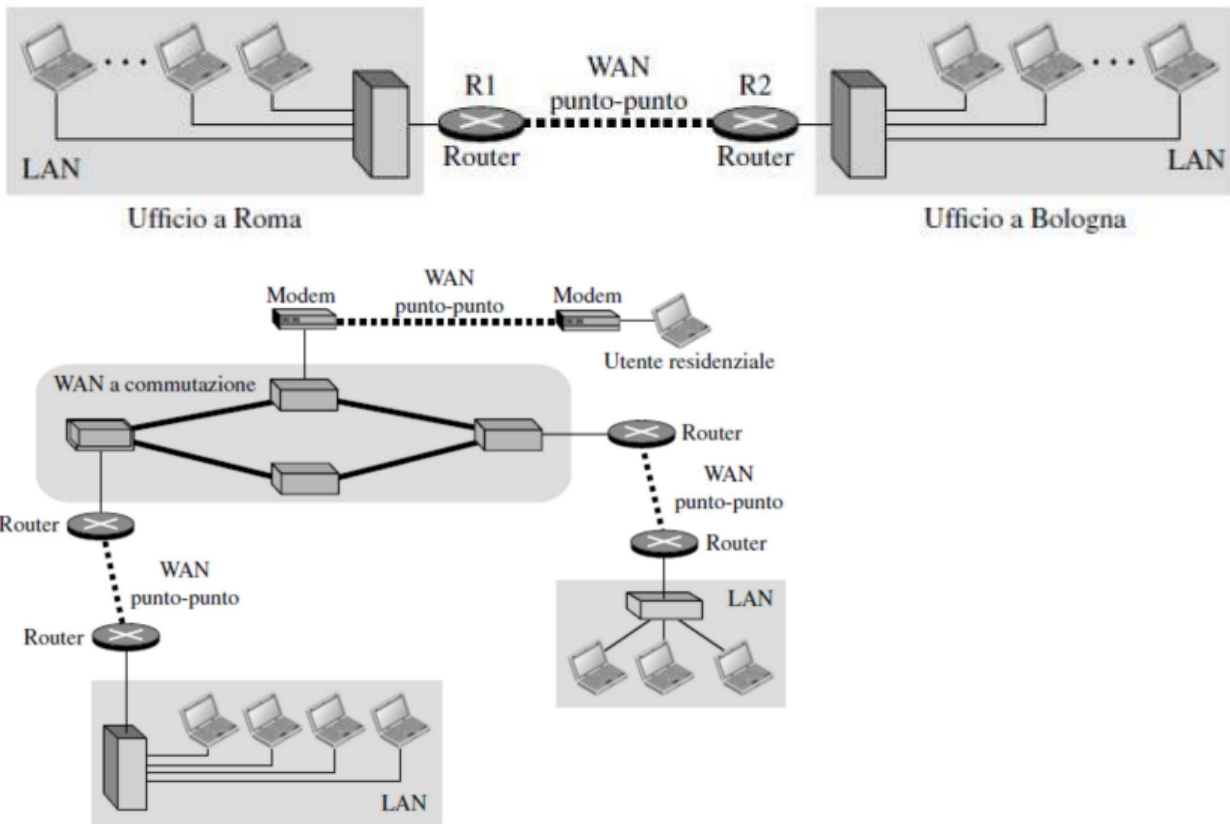 WAN
punto-punto
R1
R2
Router
Router
LAN
LAN
Ufficio a Roma
Ufficio a Bologna
WAN
punto-punto
Modem
Modem
Utente residenziale
WAN a commutazione
Router
WAN
punto-punto
Router
Router
WAN
punto-punto
Router
LAN
LAN